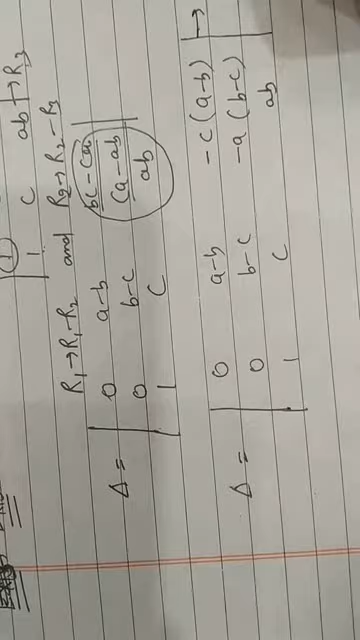 1 c ab → R3
R1→R1-R2 and R2→R2-R3
0 a-b bc-ca
Δ = 0 b-c ca-ab
1 c ab
0 a-b -c(a-b) →
Δ = 0 b-c -a(b-c)
1 c ab